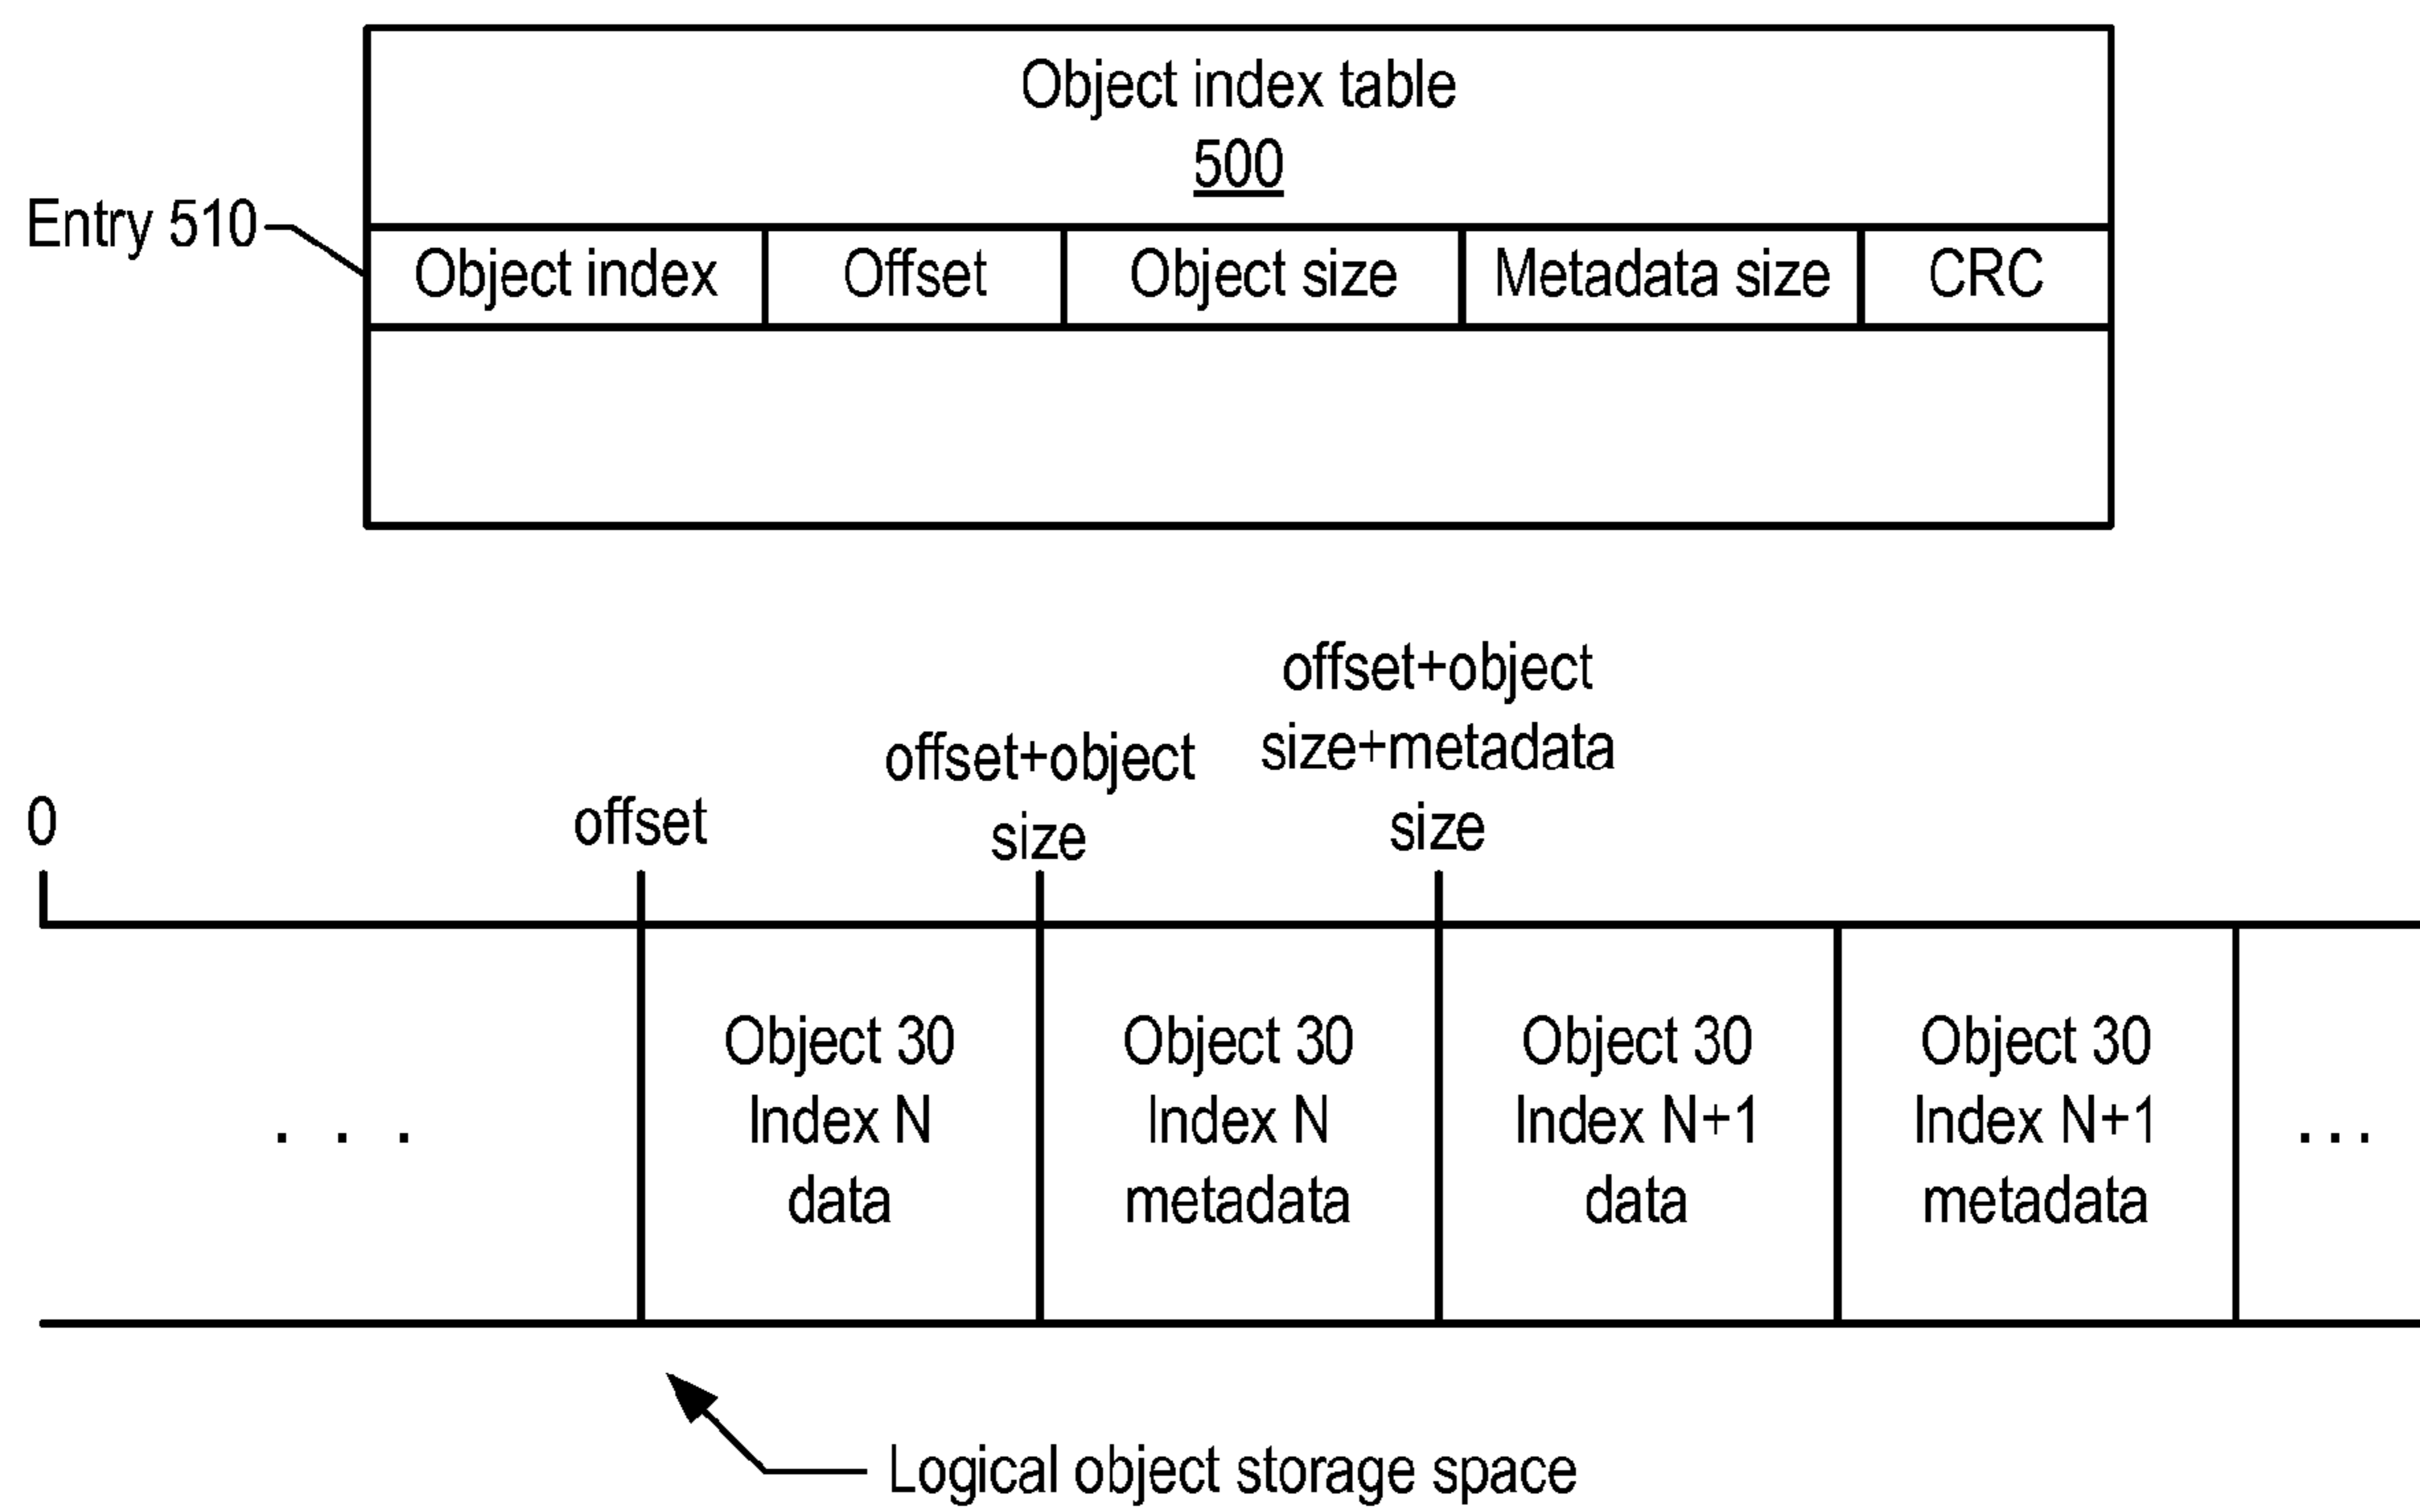 Object index table
500
Entry 510
Object index Offset Object size Metadata size CRC
offset+object
size+metadata
size
offset+object
size
offset
0
Object 30
Index N
data
Object 30
Index N
metadata
Object 30
Index N+1
data
Object 30
Index N+1
metadata
. . .
...
Logical object storage space